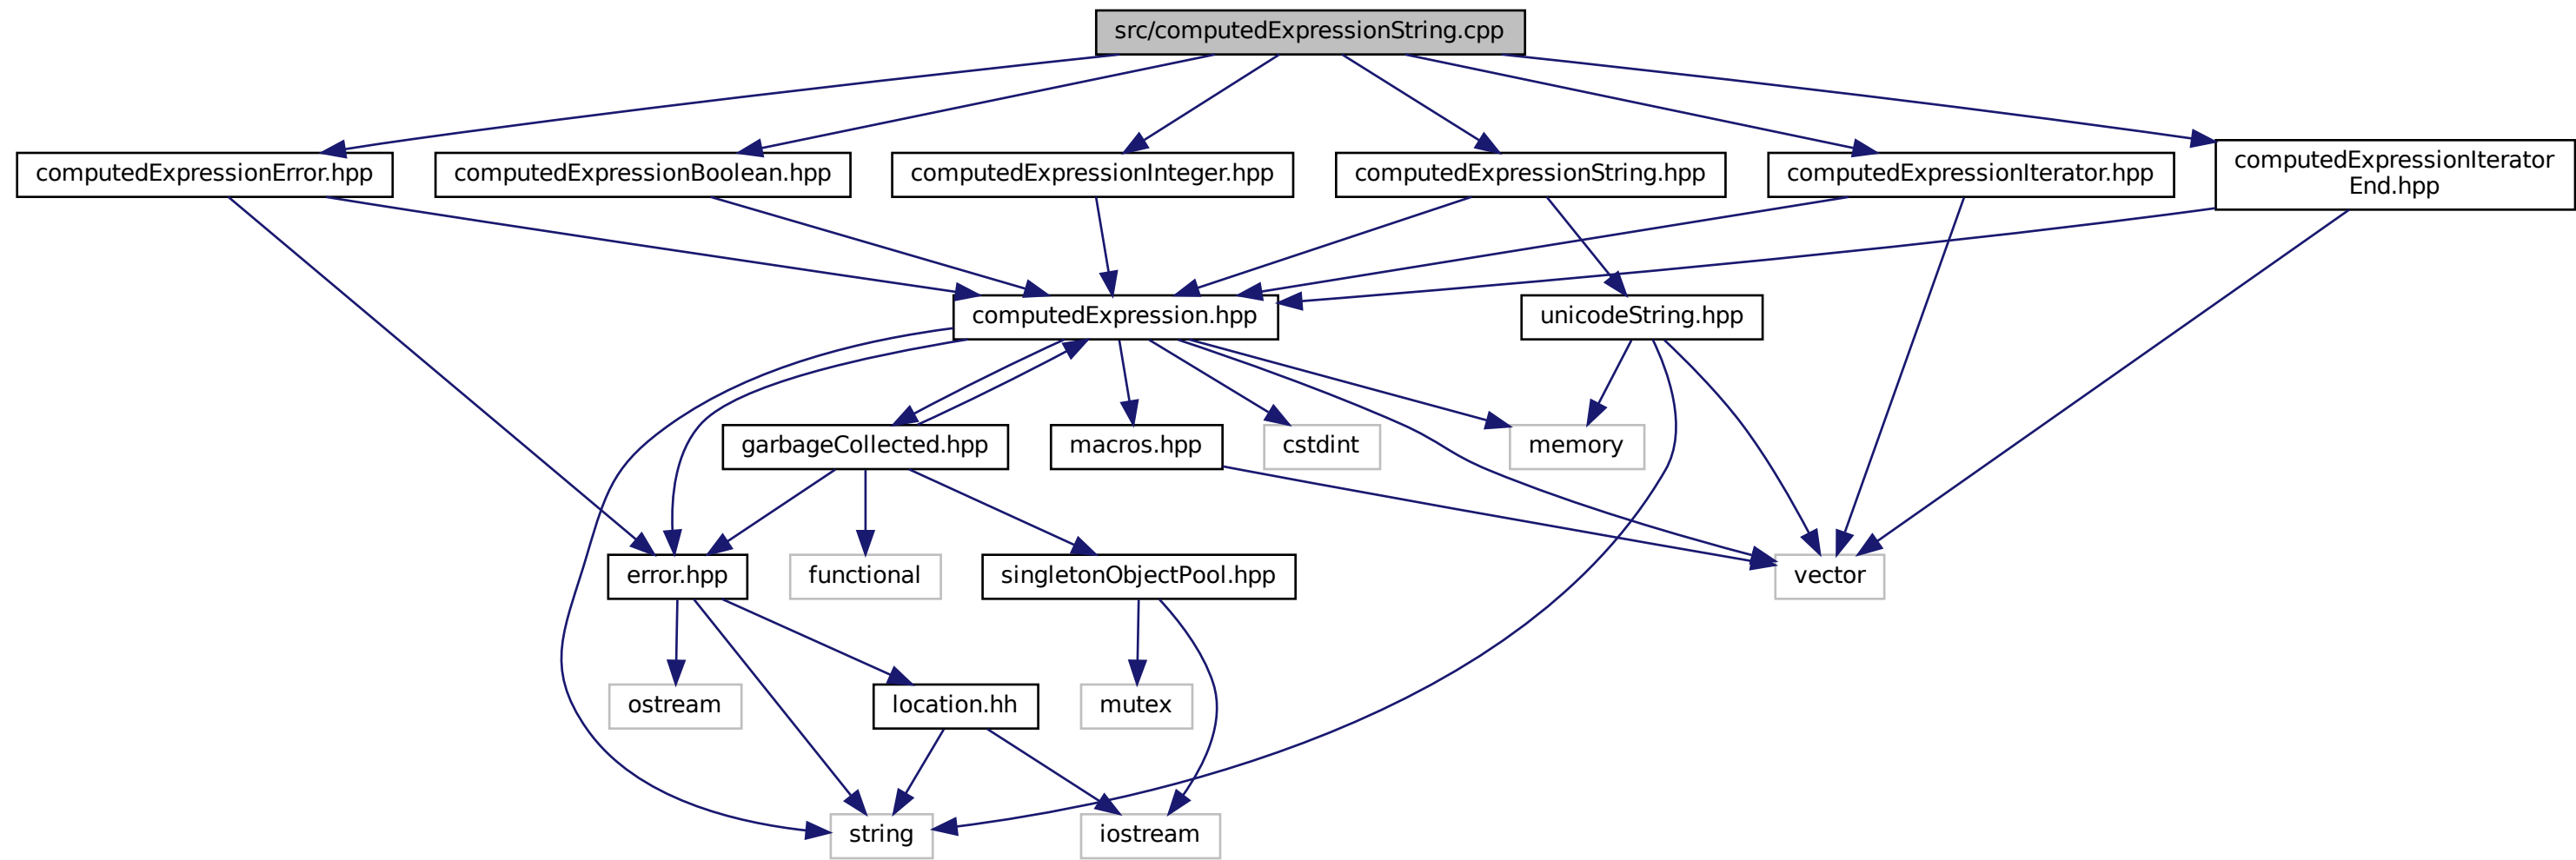 src/computedExpressionString.cpp
computedExpressionError.hpp
computedExpressionBoolean.hpp
computedExpressionInteger.hpp
computedExpressionString.hpp
computedExpressionIterator.hpp
computedExpressionIterator
End.hpp
computedExpression.hpp
unicodeString.hpp
garbageCollected.hpp
macros.hpp
cstdint
memory
error.hpp
functional
singletonObjectPool.hpp
vector
ostream
location.hh
mutex
string
iostream